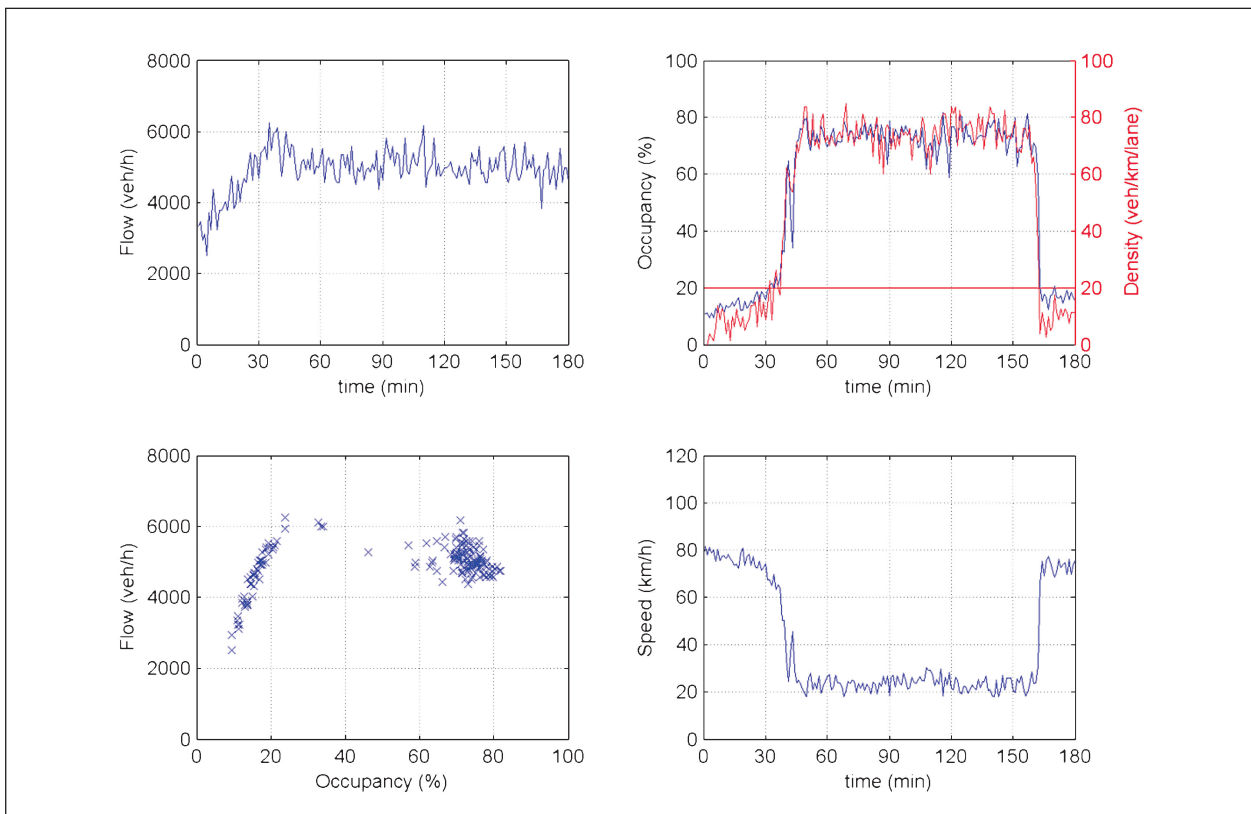 8000
6000
4000
2000
0
Flow (veh/h)
0 30 60 90 120 150 180
time (min)
100
80
60
40
20
0
Occupancy (%)
100
80
60
40
20
0
Density (veh/km/lane)
0 30 60 90 120 150 180
time (min)
8000
6000
4000
2000
0
Flow (veh/h)
0 20 40 60 80 100
Occupancy (%)
120
100
80
60
40
20
0
Speed (km/h)
0 30 60 90 120 150 180
time (min)